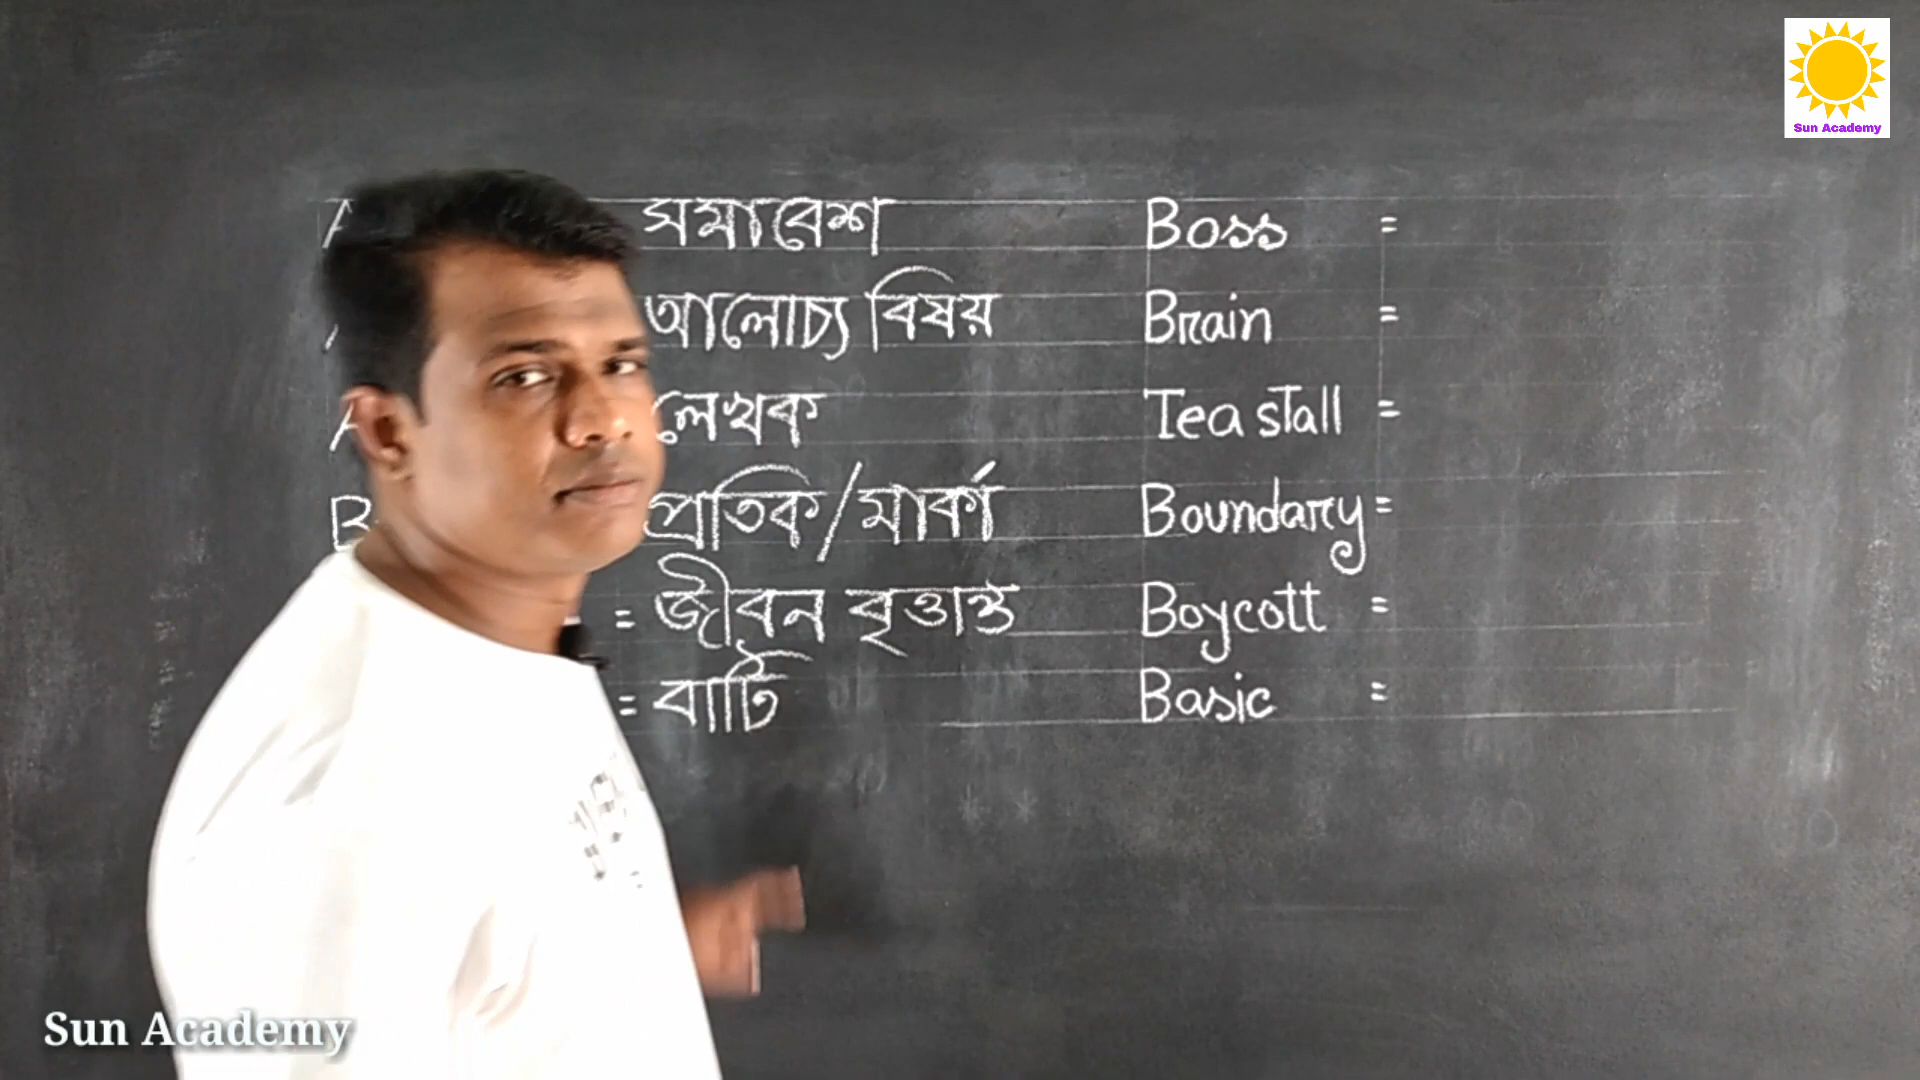 Sun Academy
সমাবেশ Boss =
আলোচ্য বিষয় Brain =
লেখক Tea stall =
প্রতিক/মার্কা Boundary =
= জীবন বৃত্তান্ত Boycott =
= বাটি Basic =
Sun Academy